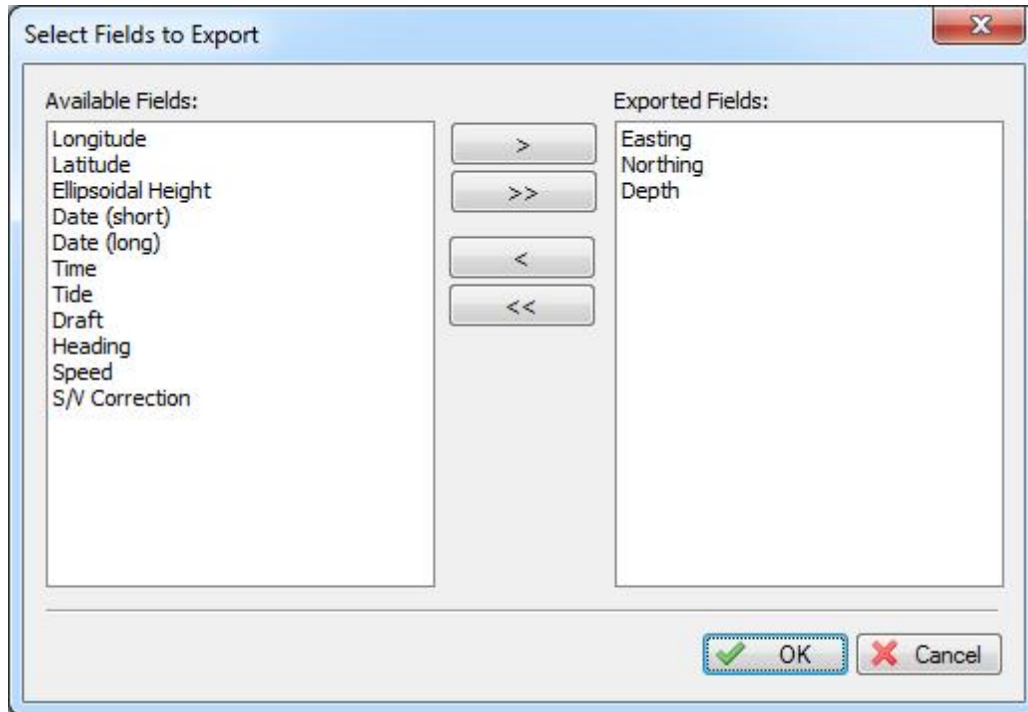 Select Fields to Export
X
Available Fields:
Longitude
Latitude
Ellipsoidal Height
Date (short)
Date (long)
Time
Tide
Draft
Heading
Speed
S/V Correction
>
>>
<
<<
Exported Fields:
Easting
Northing
Depth
OK
Cancel